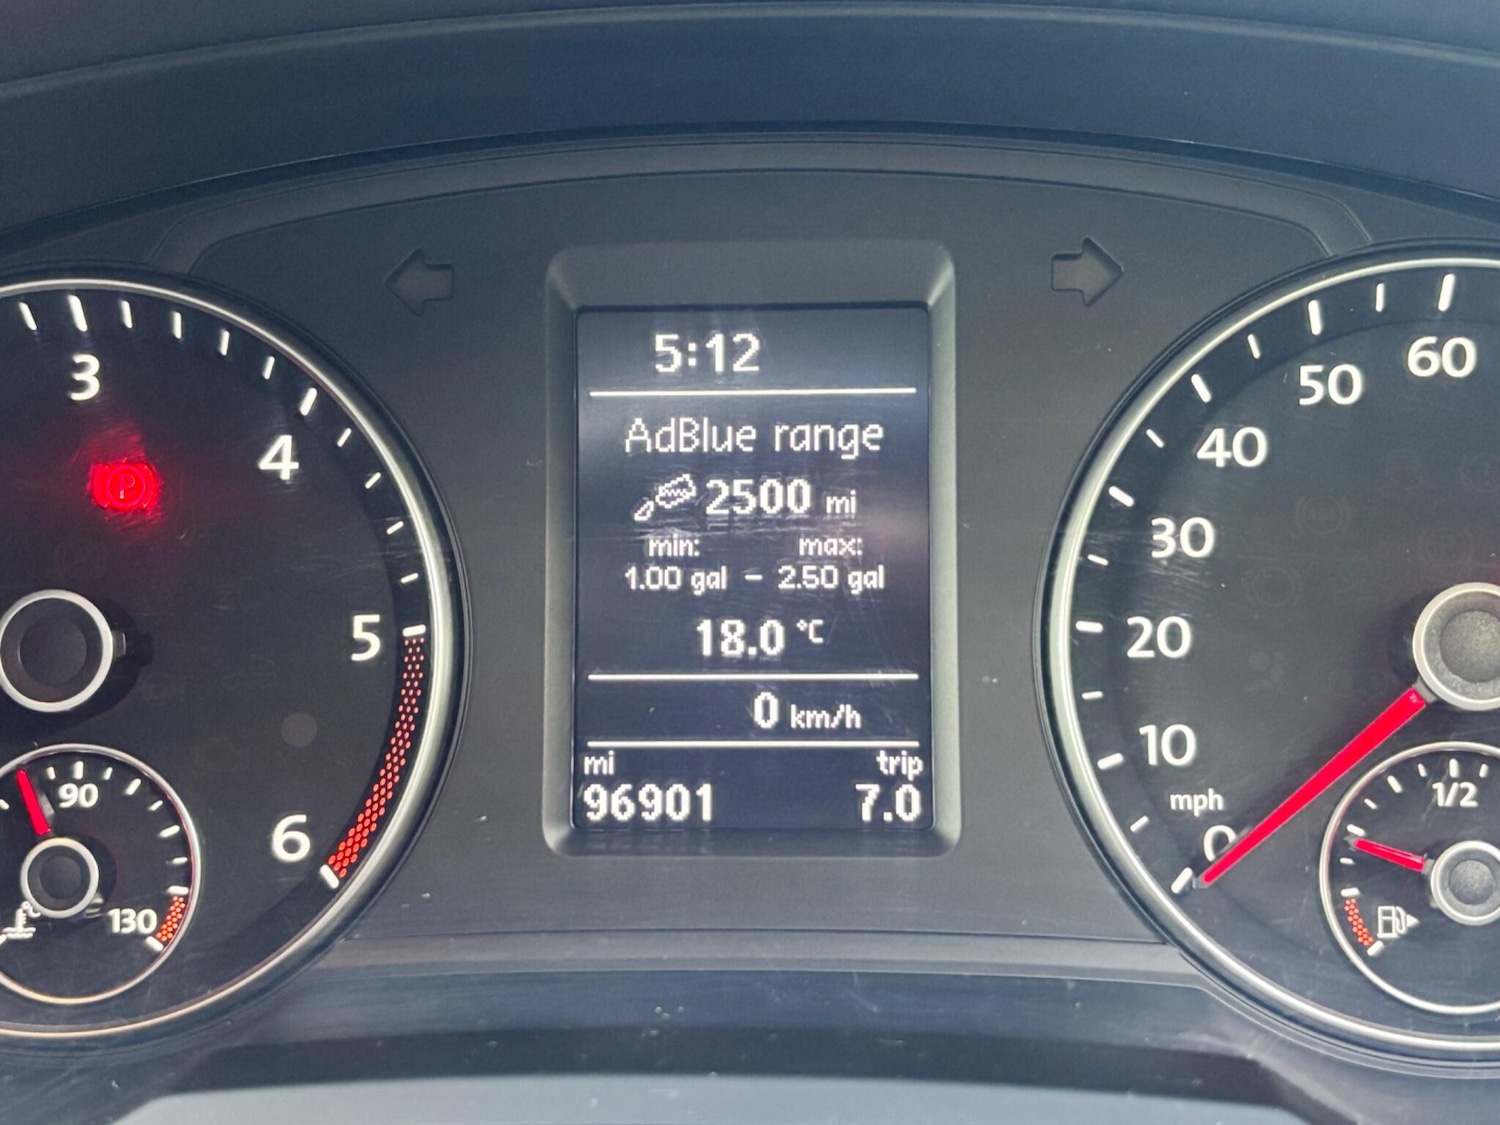 5:12
AdBlue range
2500 mi
min: max:
1.00 gal – 2.50 gal
18.0 °C
0 km/h
mi trip
96901 7.0
3
4
5
6
P
90
130
°C
60
50
40
30
20
10
mph
0
1/2